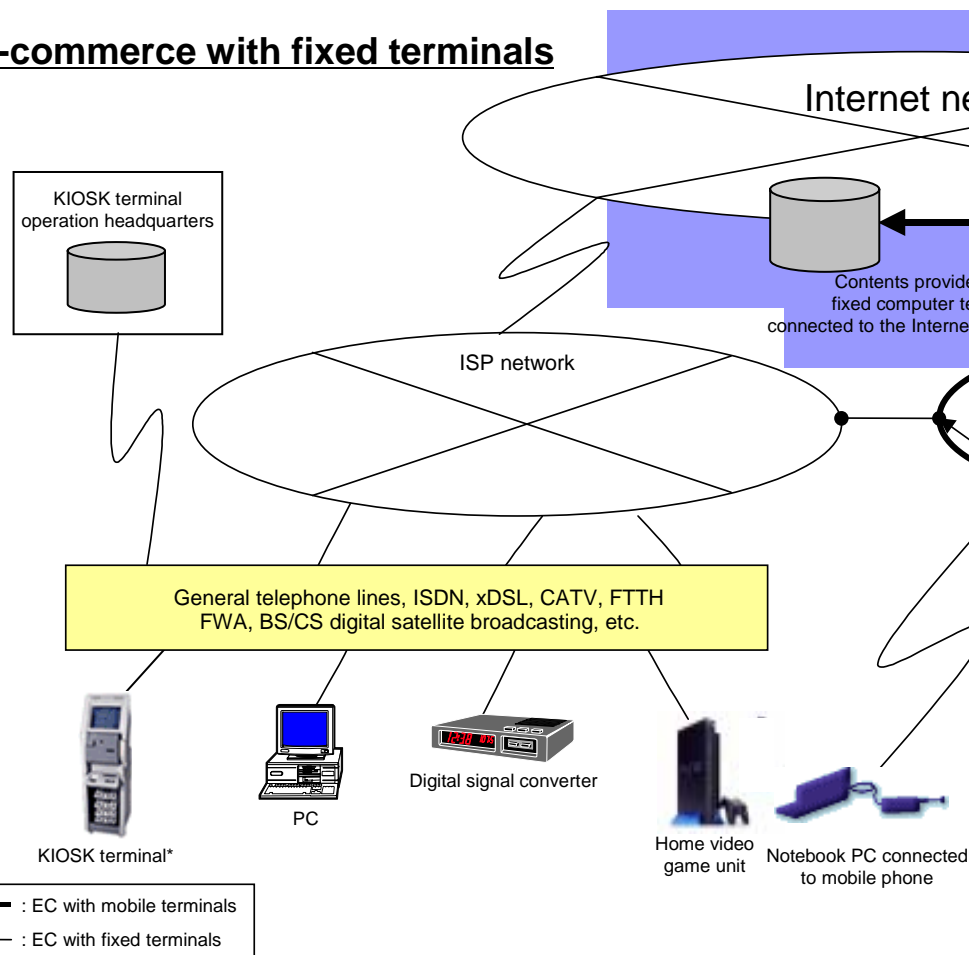 -commerce with fixed terminals
Internet ne
KIOSK terminal
operation headquarters
Contents provide
fixed computer te
connected to the Interne
ISP network
General telephone lines, ISDN, xDSL, CATV, FTTH
FWA, BS/CS digital satellite broadcasting, etc.
12:38
Digital signal converter
PC
KIOSK terminal*
Home video
game unit
Notebook PC connected
to mobile phone
: EC with mobile terminals
: EC with fixed terminals